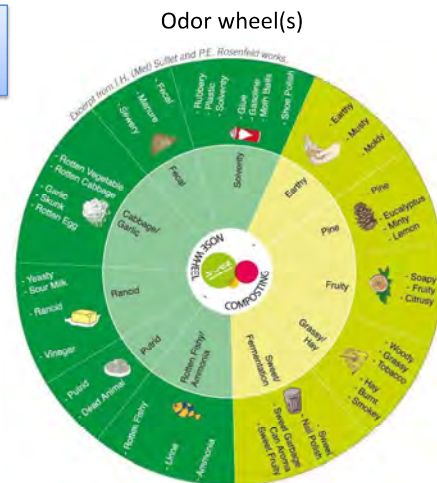 Odor wheel(s)
Excerpt from I.H. (Mel) Suffet and P.E. Rosenfeld works.
NOSE WHEEL
COMPOSTING
Solventy
- Rubbery
- Plastic
- Solventy
- Glue
- Gasoline
- Moth Balls
- Shoe Polish
Earthy
- Earthy
- Musty
- Moldy
Pine
- Pine
- Eucalyptus
- Minty
- Lemon
Fruity
- Soapy
- Fruity
- Citrusy
Grassy/
Hay
- Woody
- Grassy
- Tobacco
- Hay
- Burnt
- Smokey
Sweet/
Fermentation
- Sweet
- Nail Polish
- Sweet Garbage
Can Aroma
- Sweet Fruity
Rotten Fishy/
Ammonia
- Ammonia
- Urine
- Rotten Fishy
Putrid
- Dead Animal
- Putrid
Rancid
- Vinegar
- Rancid
- Yeasty
- Sour Milk
Cabbage/
Garlic
- Rotten Vegetable
- Rotten Cabbage
- Garlic
- Skunk
- Rotten Egg
Fecal
- Sewery
- Manure
- Fecal